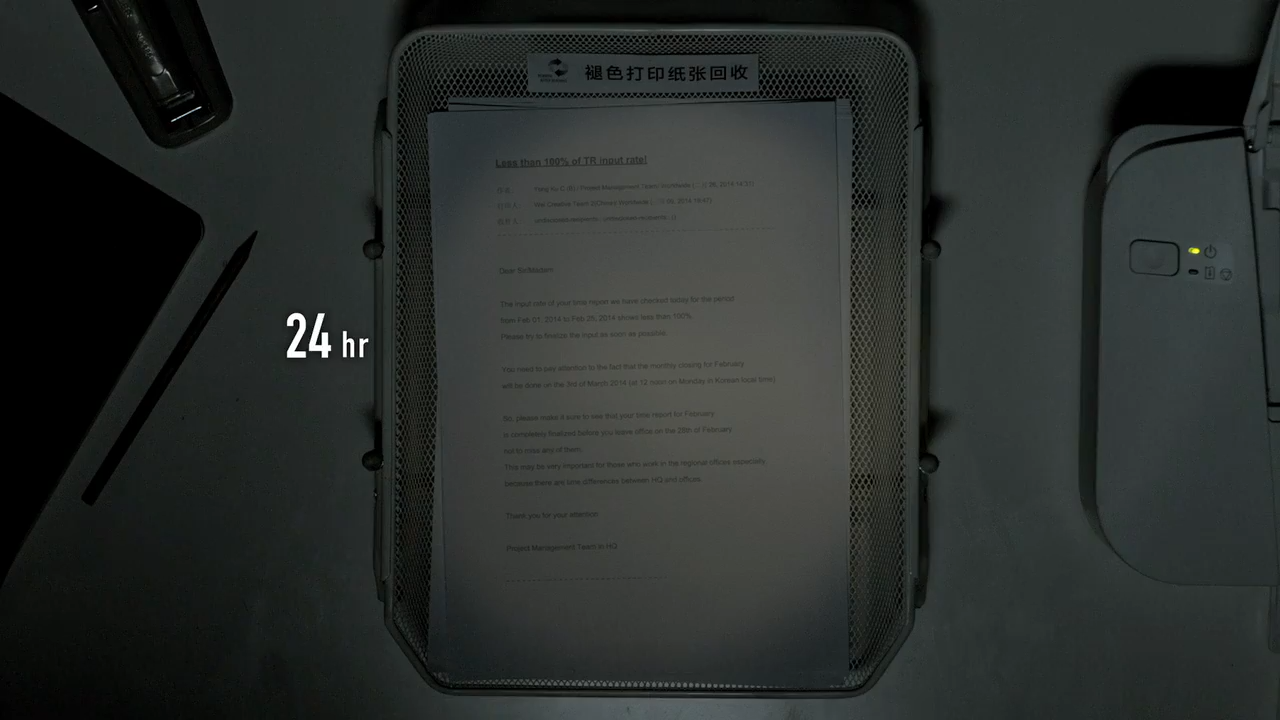 褪色打印纸张回收
Less than 100% of TR input rate!
Dear Sir/Madam
The input rate of your time report we have checked today for the period
from Feb 01, 2014 to Feb 28, 2014 shows less than 100%.
Please try to finalize the input as soon as possible.
24 hr
You need to pay attention to the fact that the monthly closing for February
will be done on the 3rd of March 2014 (at 12 noon on Monday in Korean local time)
So, please make it sure to see that your time report for February
is completely finalized before you leave office on the 28th of February
not to miss any of them.
This may be very important for those who work in the regional offices especially
because there are time differences between HQ and offices.
Thank you for your attention
Project Management Team in HQ